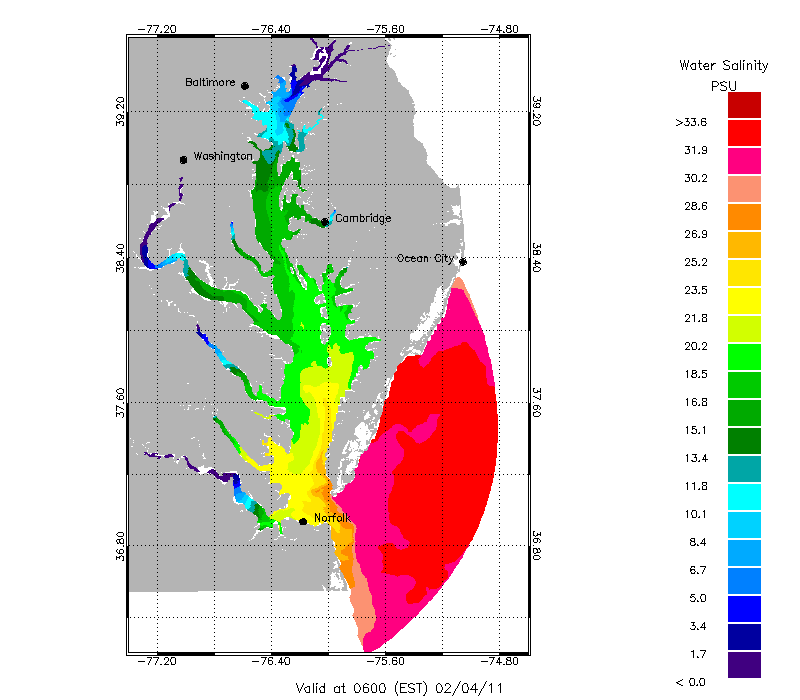 −77.20 −76.40 −75.60 −74.80
Water Salinity
PSU
Baltimore
39.20 39.20
>33.6
31.9
Washington
30.2
28.6
Cambridge
26.9
Ocean City
38.40 38.40
25.2
23.5
21.8
20.2
18.5
37.60 37.60
16.8
15.1
13.4
11.8
Norfolk
10.1
36.80 36.80
8.4
6.7
5.0
3.4
1.7
−77.20 −76.40 −75.60 −74.80
< 0.0
Valid at 0600 (EST) 02/04/11